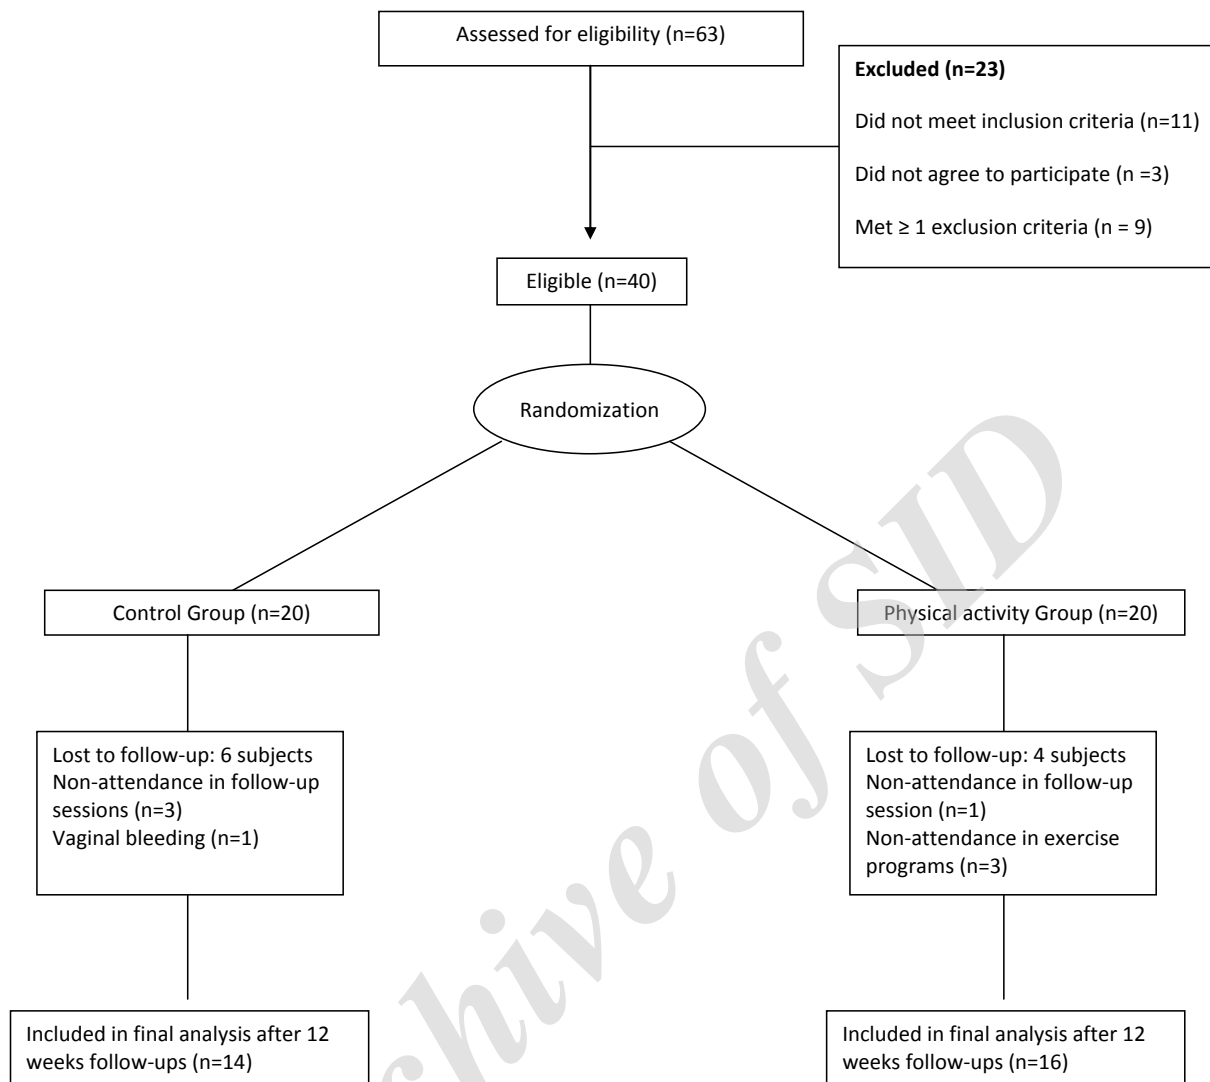 Assessed for eligibility (n=63)
Excluded (n=23)
Did not meet inclusion criteria (n=11)
Did not agree to participate (n =3)
Met ≥ 1 exclusion criteria (n = 9)
Eligible (n=40)
Randomization
Control Group (n=20)
Physical activity Group (n=20)
Lost to follow-up: 6 subjects
Non-attendance in follow-up
sessions (n=3)
Vaginal bleeding (n=1)
Lost to follow-up: 4 subjects
Non-attendance in follow-up
session (n=1)
Non-attendance in exercise
programs (n=3)
Included in final analysis after 12
weeks follow-ups (n=14)
Included in final analysis after 12
weeks follow-ups (n=16)
hive of SID